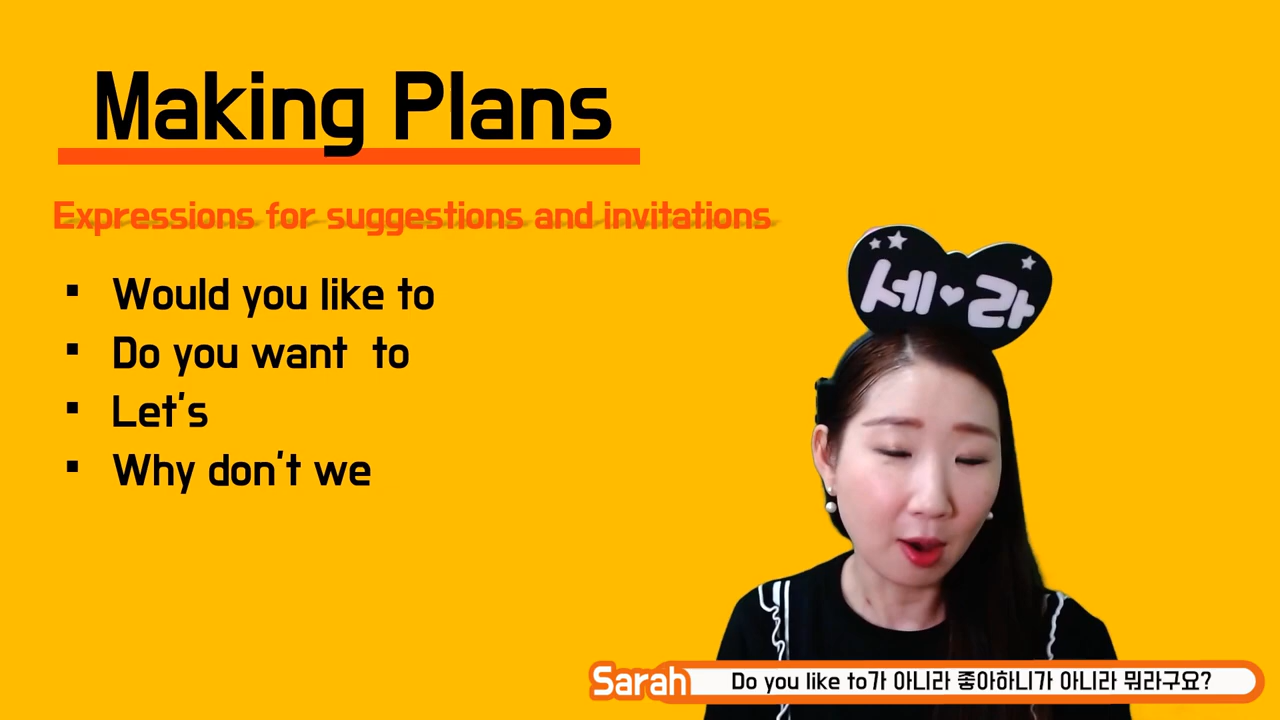 Making Plans
Expressions for suggestions and invitations
▪ Would you like to
▪ Do you want to
▪ Let's
▪ Why don't we
세♥라
Sarah
Do you like to가 아니라 좋아하니가 아니라 뭐라구요?